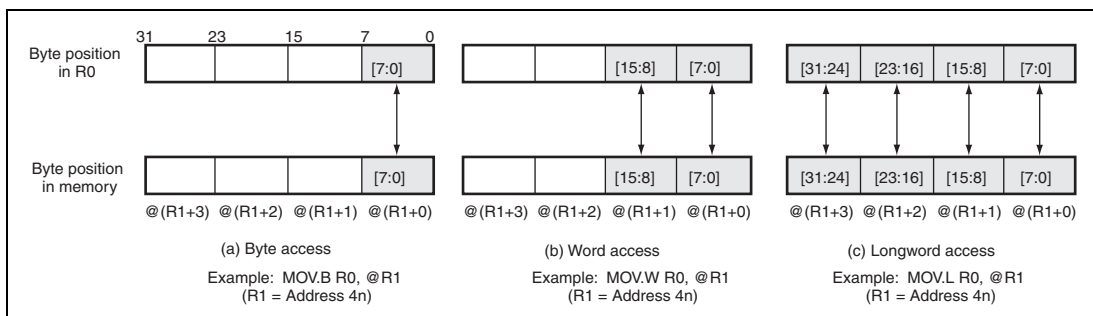 31 23 15 7 0
Byte position
in R0
[7:0]
[15:8] [7:0]
[31:24] [23:16] [15:8] [7:0]
Byte position
in memory
[7:0]
[15:8] [7:0]
[31:24] [23:16] [15:8] [7:0]
@(R1+3) @(R1+2) @(R1+1) @(R1+0)
@(R1+3) @(R1+2) @(R1+1) @(R1+0)
@(R1+3) @(R1+2) @(R1+1) @(R1+0)
(a) Byte access
Example: MOV.B R0, @R1
(R1 = Address 4n)
(b) Word access
Example: MOV.W R0, @R1
(R1 = Address 4n)
(c) Longword access
Example: MOV.L R0, @R1
(R1 = Address 4n)